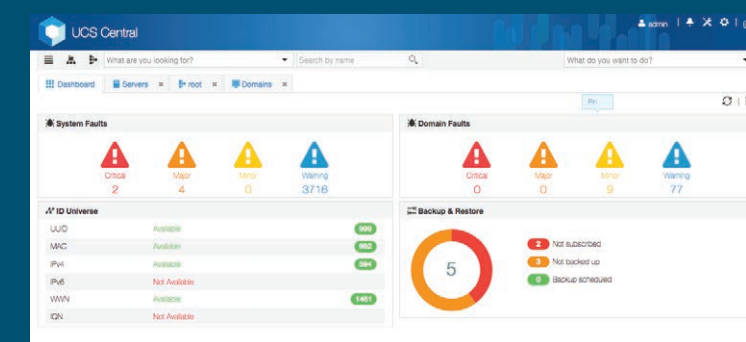 UCS Central
admin
What are you looking for?
Search by name
What do you want to do?
Dashboard Servers root Domains
Pin
System Faults
Critical Major Minor Warning
2 4 0 3716
Domain Faults
Critical Major Minor Warning
0 0 9 77
ID Universe
UUID Available 999
MAC Available 992
IPv4 Available 394
IPv6 Not Available
WWN Available 1461
IQN Not Available
Backup & Restore
5
2 Not subscribed
3 Not backed up
0 Backup scheduled